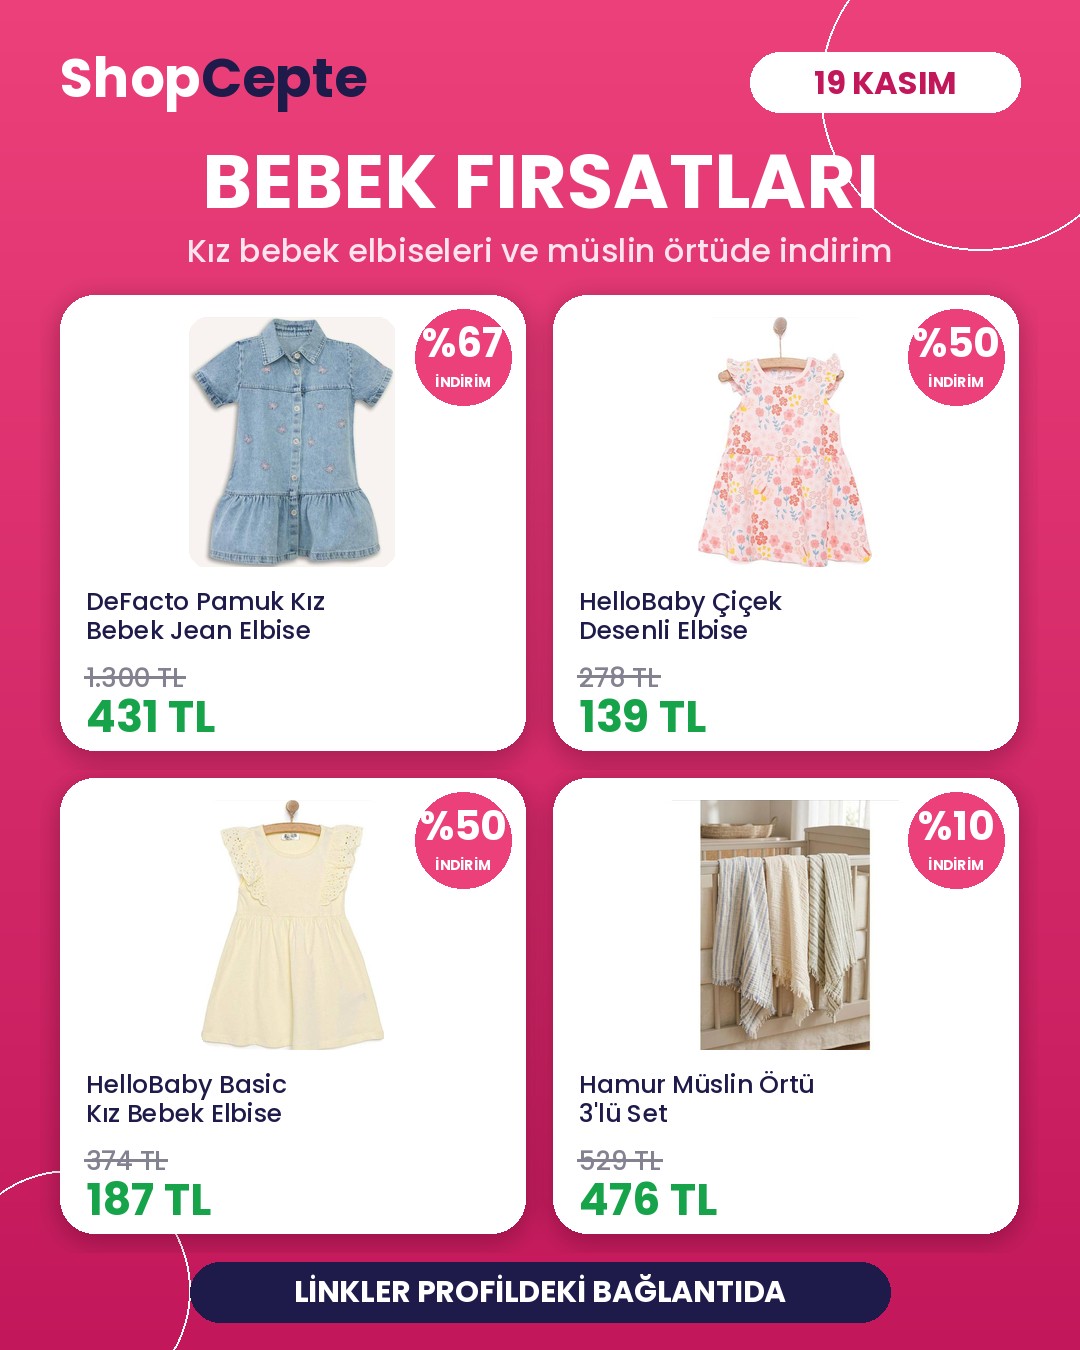 ShopCepte
19 KASIM
BEBEK FIRSATLARI
Kız bebek elbiseleri ve müslin örtüde indirim
%67
İNDİRİM
DeFacto Pamuk Kız
Bebek Jean Elbise
1.300 TL
431 TL
%50
İNDİRİM
HelloBaby Çiçek
Desenli Elbise
278 TL
139 TL
%50
İNDİRİM
HelloBaby Basic
Kız Bebek Elbise
374 TL
187 TL
%10
İNDİRİM
Hamur Müslin Örtü
3'lü Set
529 TL
476 TL
LİNKLER PROFİLDEKİ BAĞLANTIDA